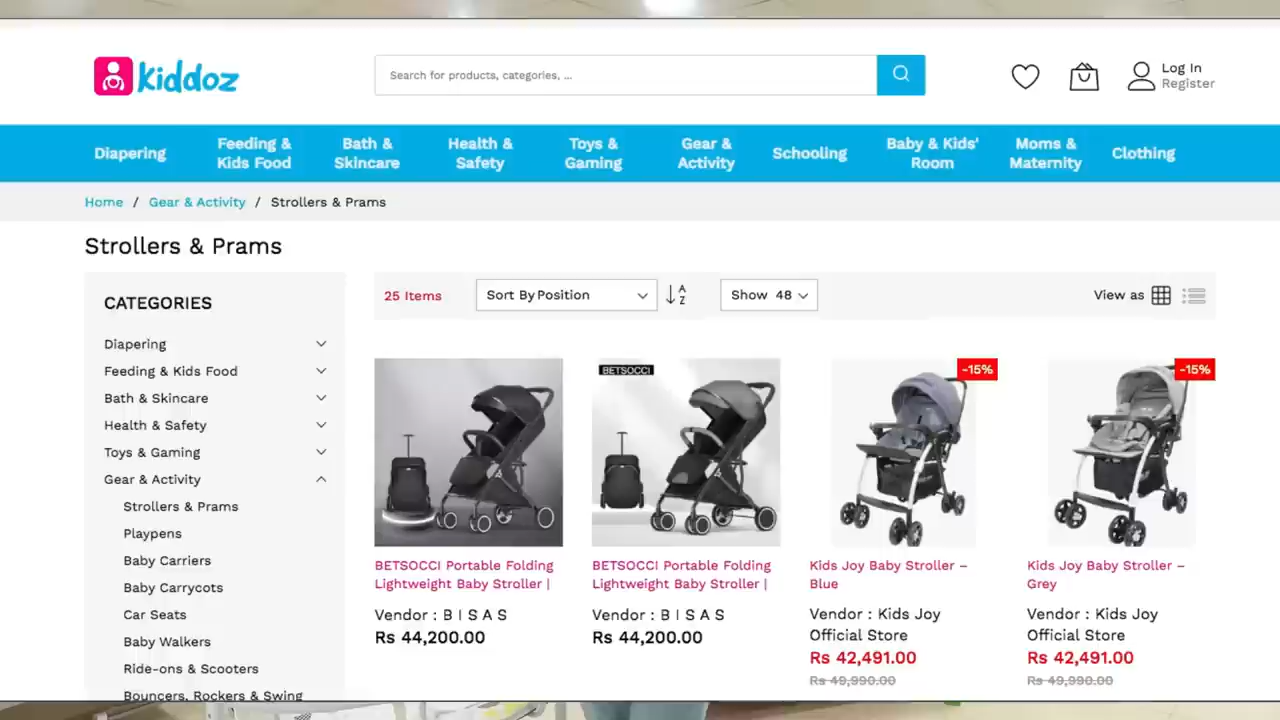 kiddoz
Search for products, categories, ...
Log In
Register
Diapering
Feeding &
Kids Food
Bath &
Skincare
Health &
Safety
Toys &
Gaming
Gear &
Activity
Schooling
Baby & Kids'
Room
Moms &
Maternity
Clothing
Home / Gear & Activity / Strollers & Prams
Strollers & Prams
CATEGORIES
Diapering
Feeding & Kids Food
Bath & Skincare
Health & Safety
Toys & Gaming
Gear & Activity
Strollers & Prams
Playpens
Baby Carriers
Baby Carrycots
Car Seats
Baby Walkers
Ride-ons & Scooters
Bouncers, Rockers & Swing
25 Items
Sort By Position
A
Z
Show 48
View as
BETSOCCI Portable Folding
Lightweight Baby Stroller |
Vendor : B I S A S
Rs 44,200.00
BETSOCCI
BETSOCCI Portable Folding
Lightweight Baby Stroller |
Vendor : B I S A S
Rs 44,200.00
-15%
Kids Joy Baby Stroller –
Blue
Vendor : Kids Joy
Official Store
Rs 42,491.00
Rs 49,990.00
-15%
Kids Joy Baby Stroller –
Grey
Vendor : Kids Joy
Official Store
Rs 42,491.00
Rs 49,990.00